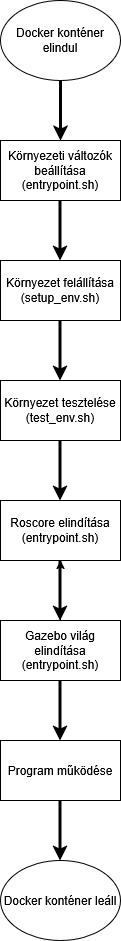 Docker konténer
elindul
Környezeti változók
beállítása
(entrypoint.sh)
Környezet felállítása
(setup_env.sh)
Környezet tesztelése
(test_env.sh)
Roscore elindítása
(entrypoint.sh)
Gazebo világ
elindítása
(entrypoint.sh)
Program működése
Docker konténer leáll